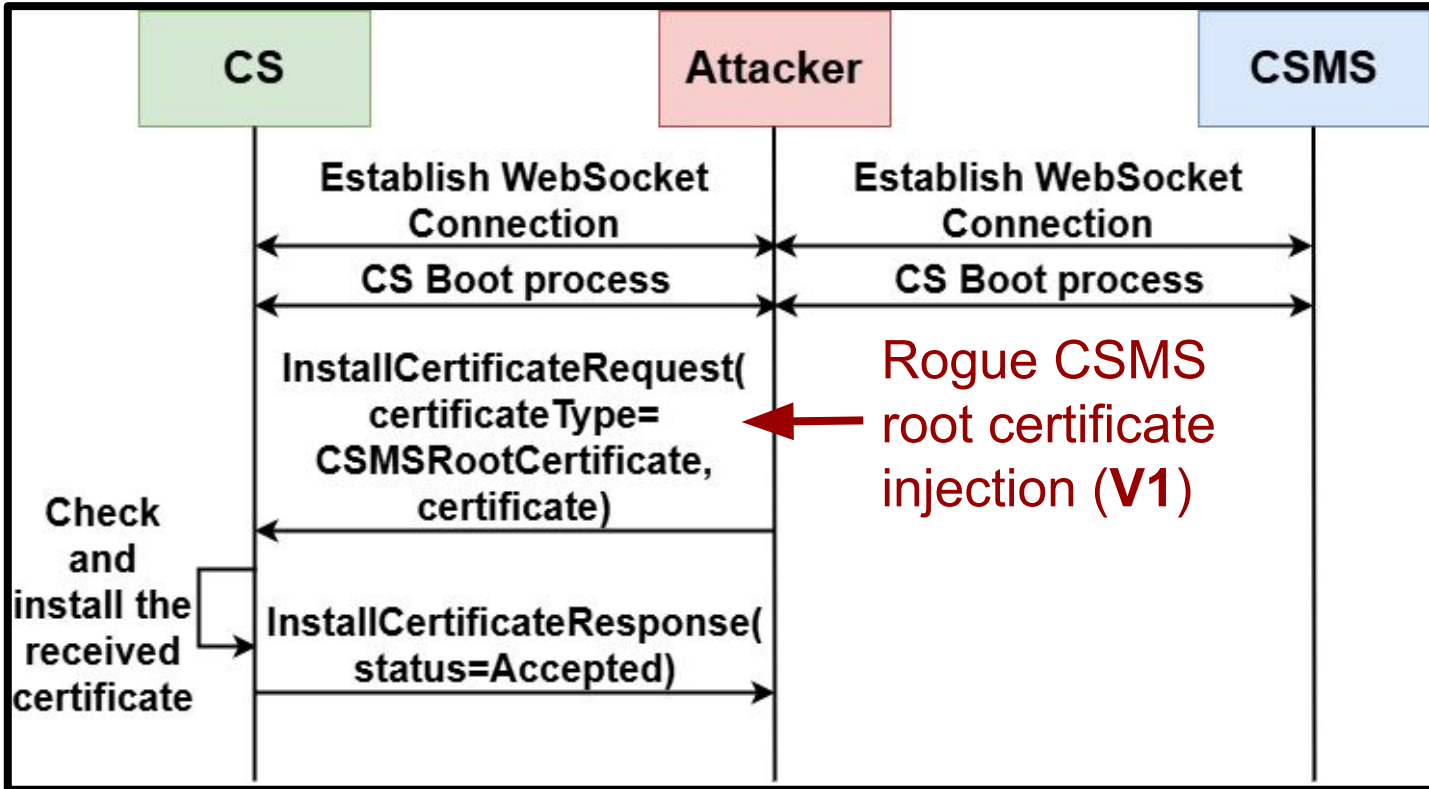 CS
Attacker
CSMS
Establish WebSocket
Connection
Establish WebSocket
Connection
CS Boot process
CS Boot process
InstallCertificateRequest(
certificateType=
CSMSRootCertificate,
certificate)
Rogue CSMS
root certificate
injection (V1)
Check
and
install the
received
certificate
InstallCertificateResponse(
status=Accepted)